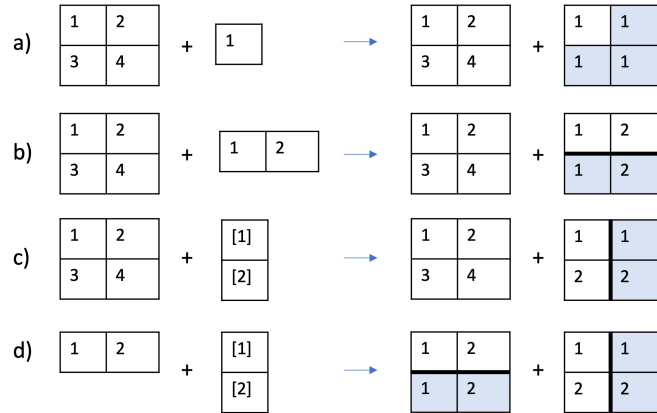 1 2 1 2
1 1 1
a) + +
3 4 3 4 1 1
1 2 1 2 1 2
b) + 1 2 +
3 4 3 4 1 2
1 2 [1] 1 2 1 1
c) + +
3 4 [2] 3 4 2 2
d) 1 2 [1] 1 2 1 1
+ +
[2] 1 2 2 2